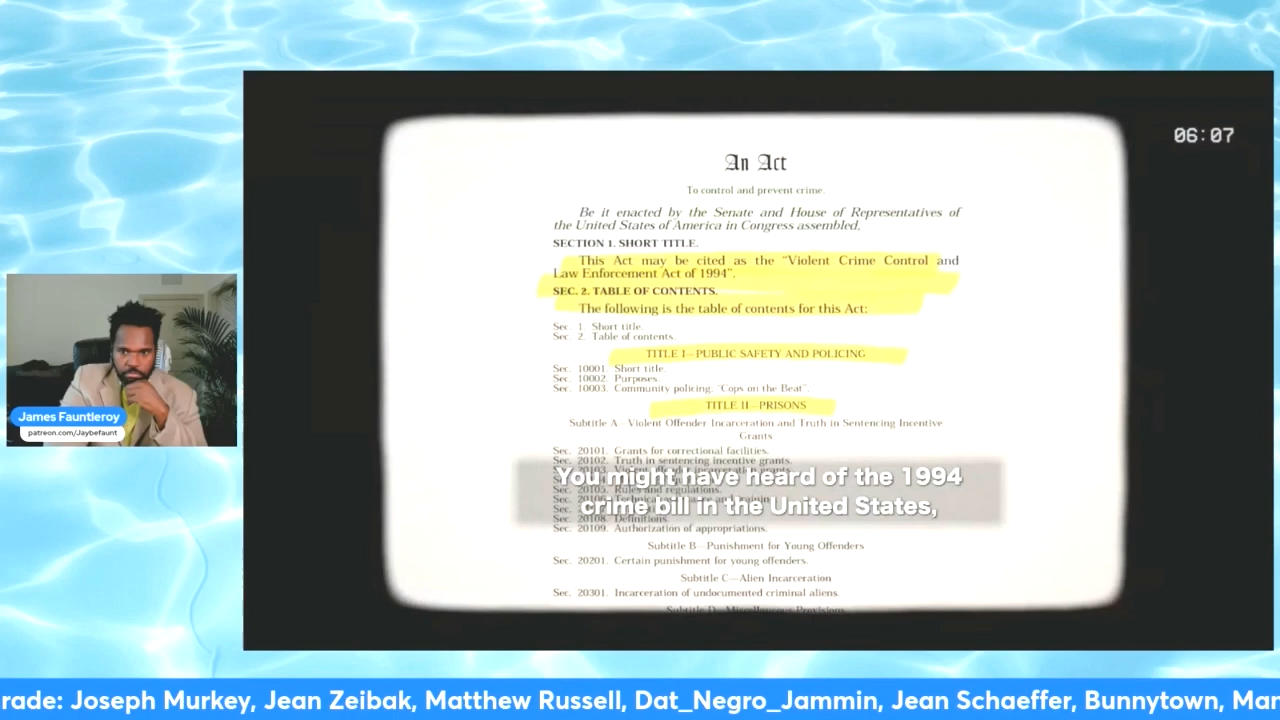 06:07
An Act
To control and prevent crime.
Be it enacted by the Senate and House of Representatives of
the United States of America in Congress assembled,
SECTION 1. SHORT TITLE.
This Act may be cited as the "Violent Crime Control and
Law Enforcement Act of 1994".
SEC. 2. TABLE OF CONTENTS.
The following is the table of contents for this Act:
Sec. 1. Short title.
Sec. 2. Table of contents.
TITLE I—PUBLIC SAFETY AND POLICING
Sec. 10001. Short title.
Sec. 10002. Purposes.
Sec. 10003. Community policing; "Cops on the Beat".
TITLE II—PRISONS
Subtitle A—Violent Offender Incarceration and Truth in Sentencing Incentive
Grants
Sec. 20101. Grants for correctional facilities.
Sec. 20102. Truth in sentencing incentive grants.
You might have heard of the 1994
crime bill in the United States,
Sec. 20108. Definitions.
Sec. 20109. Authorization of appropriations.
Subtitle B—Punishment for Young Offenders
Sec. 20201. Certain punishment for young offenders.
Subtitle C—Alien Incarceration
Sec. 20301. Incarceration of undocumented criminal aliens.
Subtitle D—Miscellaneous Provisions
James Fauntleroy
patreon.com/Jaybefaunt
rade: Joseph Murkey, Jean Zeibak, Matthew Russell, Dat_Negro_Jammin, Jean Schaeffer, Bunnytown, Mar